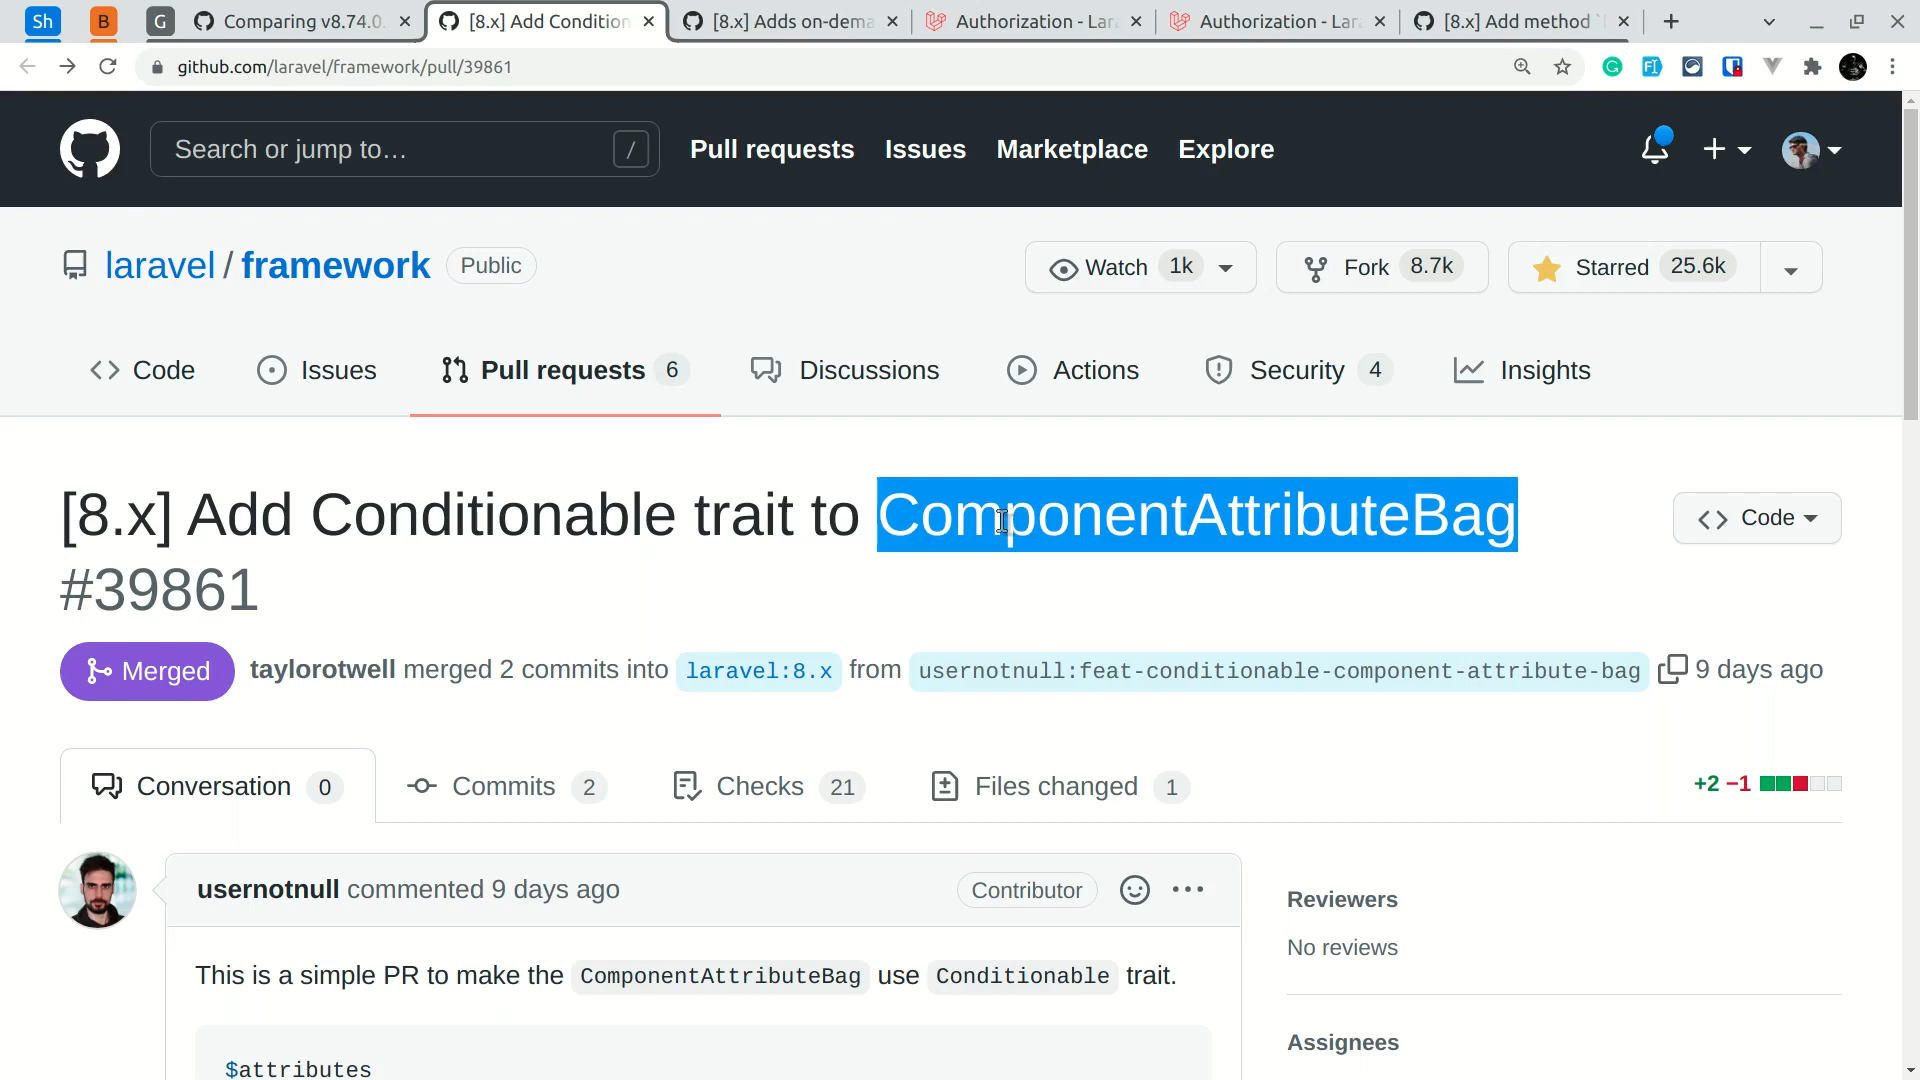 Sh
B
G
Comparing v8.74.0.
[8.x] Add Condition
[8.x] Adds on-dema
Authorization - Lar
Authorization - Lar
[8.x] Add method `
github.com/laravel/framework/pull/39861
Search or jump to…
/
Pull requests
Issues
Marketplace
Explore
laravel / framework
Public
Watch 1k
Fork 8.7k
Starred 25.6k
Code
Issues
Pull requests 6
Discussions
Actions
Security 4
Insights
[8.x] Add Conditionable trait to ComponentAttributeBag
#39861
Code
Merged
taylorotwell merged 2 commits into laravel:8.x from usernotnull:feat-conditionable-component-attribute-bag 9 days ago
Conversation 0
Commits 2
Checks 21
Files changed 1
+2 −1
usernotnull commented 9 days ago
Contributor
This is a simple PR to make the ComponentAttributeBag use Conditionable trait.
$attributes
Reviewers
No reviews
Assignees